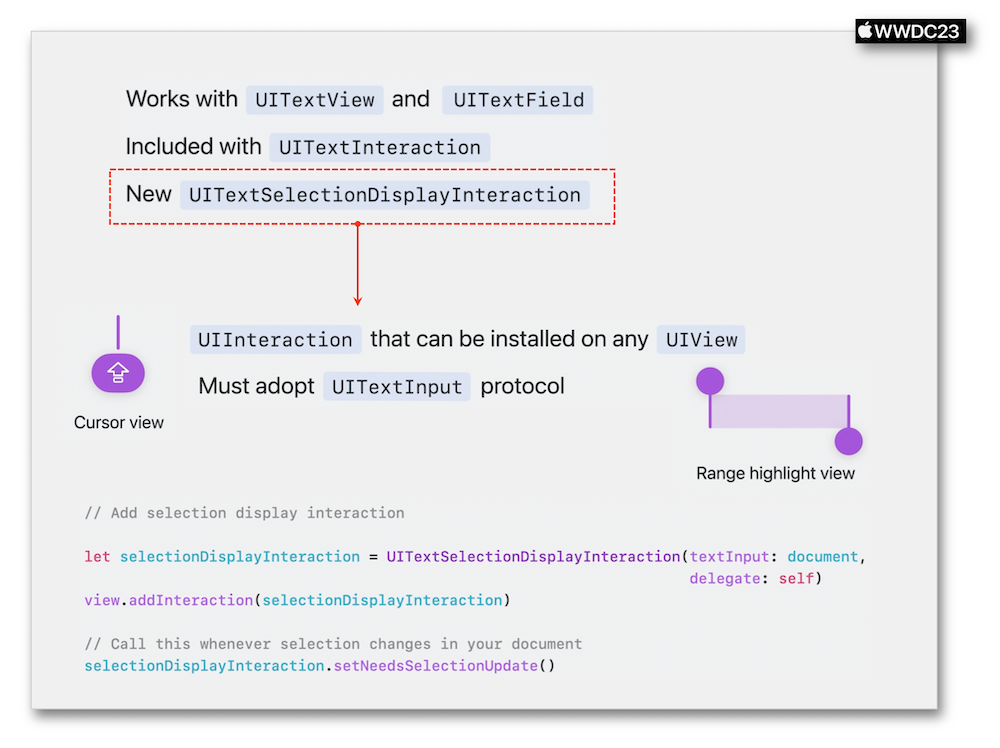 WWDC23
Works with UITextView and UITextField
Included with UITextInteraction
New UITextSelectionDisplayInteraction
UIInteraction that can be installed on any UIView
Must adopt UITextInput protocol
Cursor view
Range highlight view
// Add selection display interaction
let selectionDisplayInteraction = UITextSelectionDisplayInteraction(textInput: document,
delegate: self)
view.addInteraction(selectionDisplayInteraction)
// Call this whenever selection changes in your document
selectionDisplayInteraction.setNeedsSelectionUpdate()